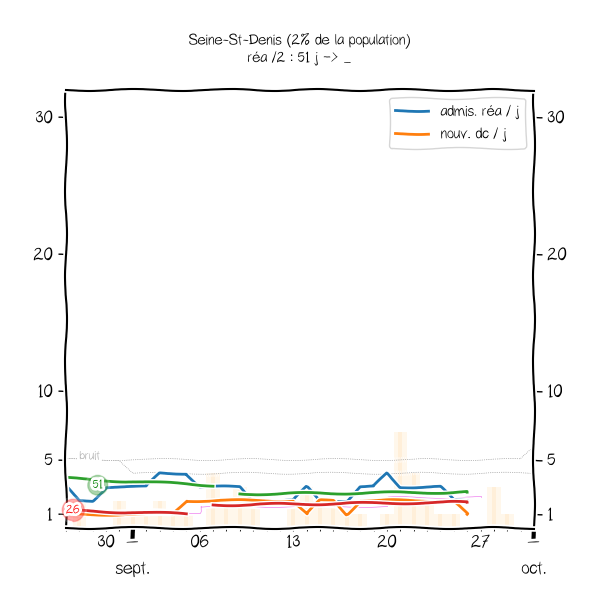 Seine-St-Denis (2% de la population)
réa /2 : 51 j -> _
admis. réa / j
nouv. dc / j
30
30
20
20
10
10
bruit
5
5
51
26
1
1
30
06
13
20
27
sept.
oct.